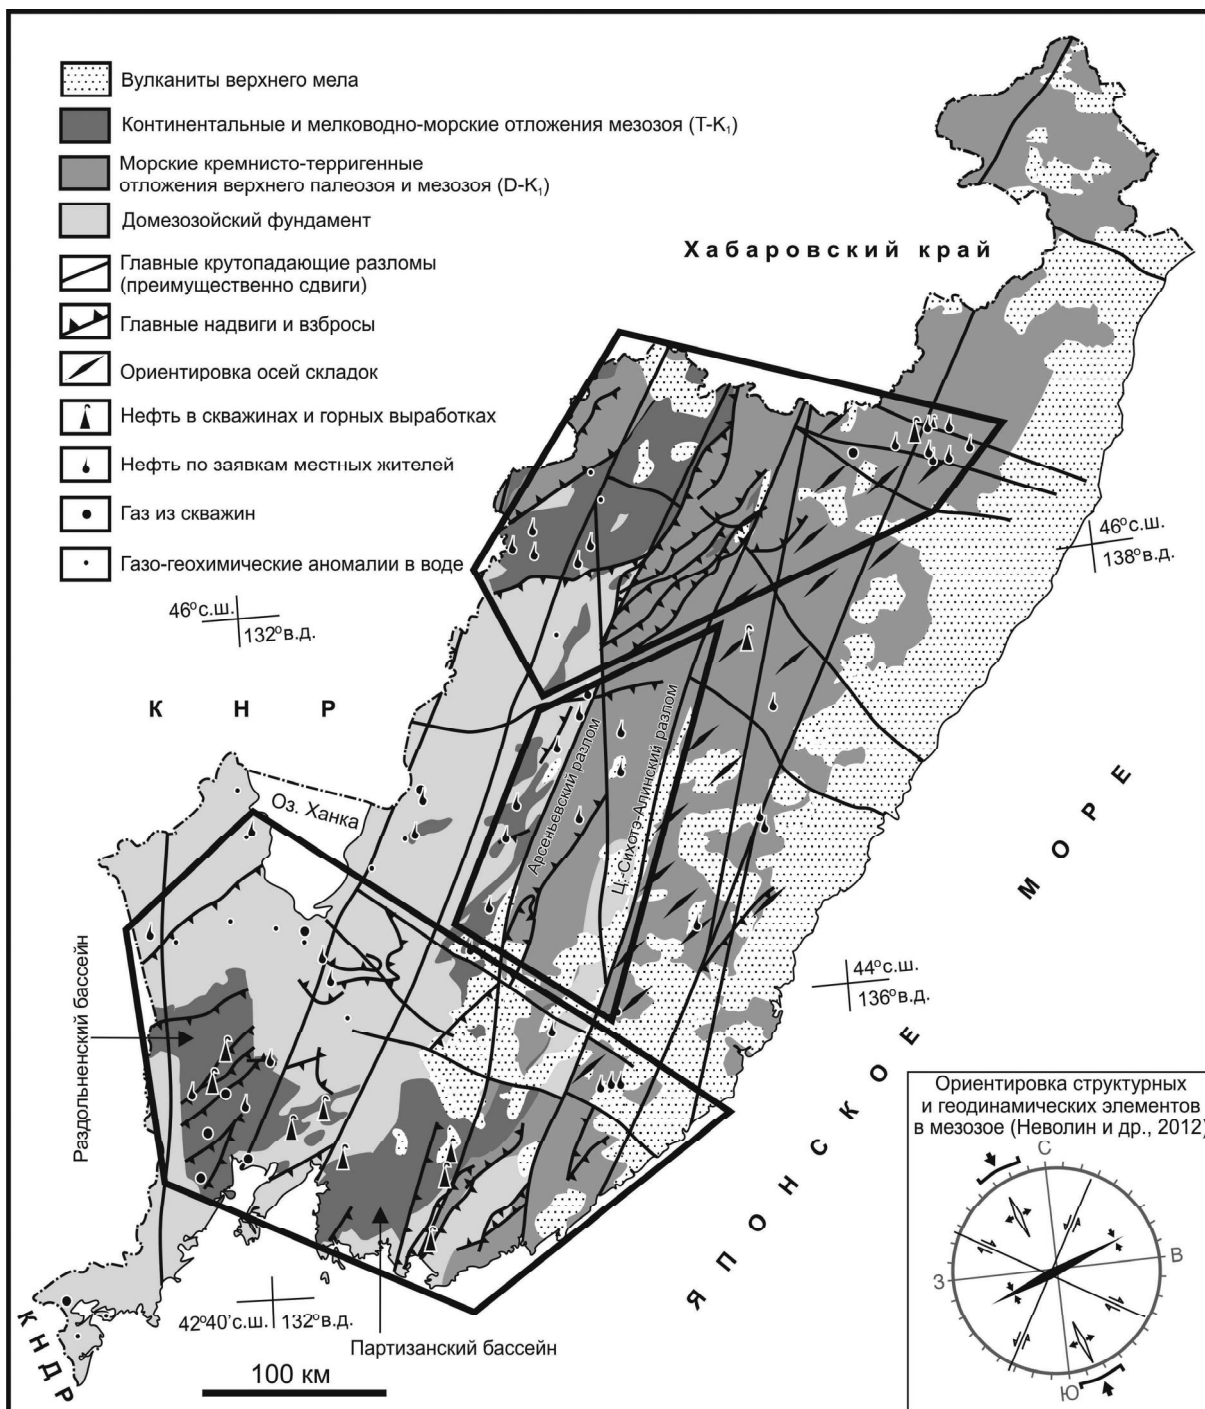 Вулканиты верхнего мела
Континентальные и мелководно-морские отложения мезозоя (T-K₁)
Морские кремнисто-терригенные
отложения верхнего палеозоя и мезозоя (D-K₁)
Домезозойский фундамент
Главные крутопадающие разломы
(преимущественно сдвиги)
Главные надвиги и взбросы
Ориентировка осей складок
Нефть в скважинах и горных выработках
Нефть по заявкам местных жителей
Газ из скважин
Газо-геохимические аномалии в воде
Хабаровский край
46°с.ш.
138°в.д.
46°с.ш.
132°в.д.
КНР
Оз. Ханка
Арсеньевский разлом
Ц.-Сихотэ-Алинский разлом
44°с.ш.
136°в.д.
ЯПОНСКОЕ МОРЕ
Раздольненский бассейн
Партизанский бассейн
42°40'с.ш.
132°в.д.
КНДР
100 км
Ориентировка структурных
и геодинамических элементов
в мезозое (Неволин и др., 2012)
С
В
З
Ю